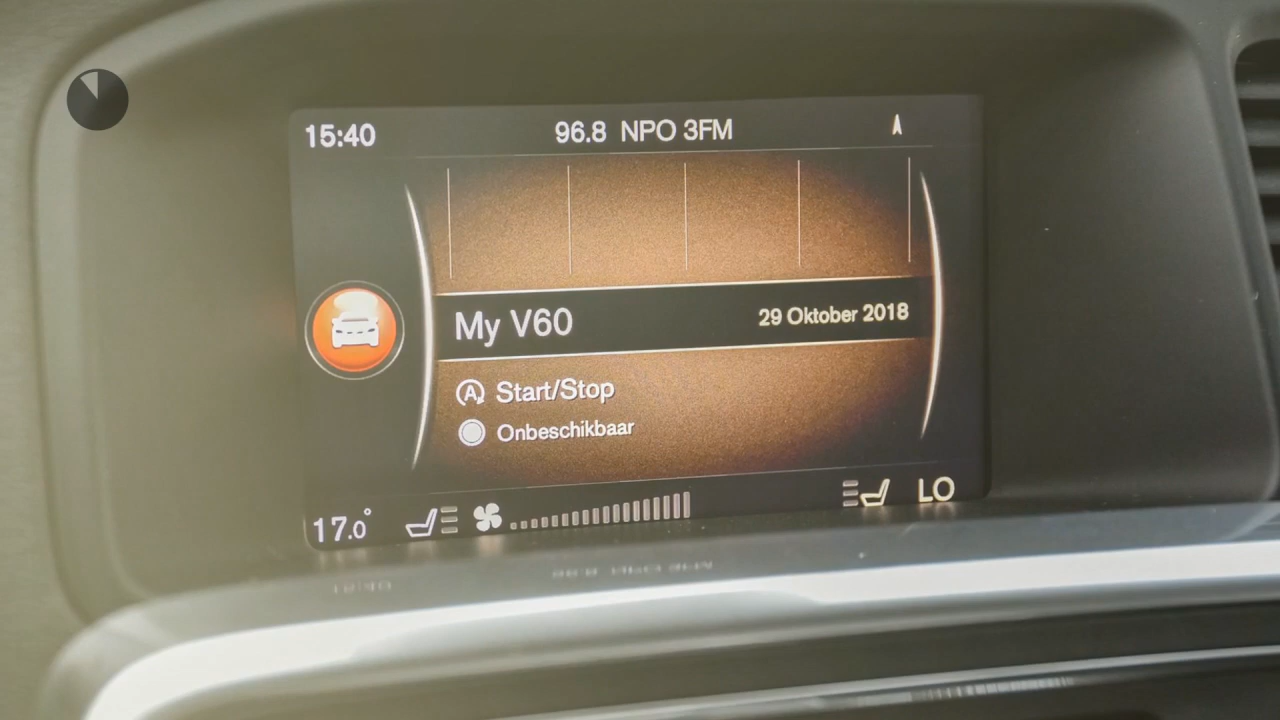 15:40
96.8 NPO 3FM
My V60
29 Oktober 2018
A Start/Stop
Onbeschikbaar
17.0°
LO